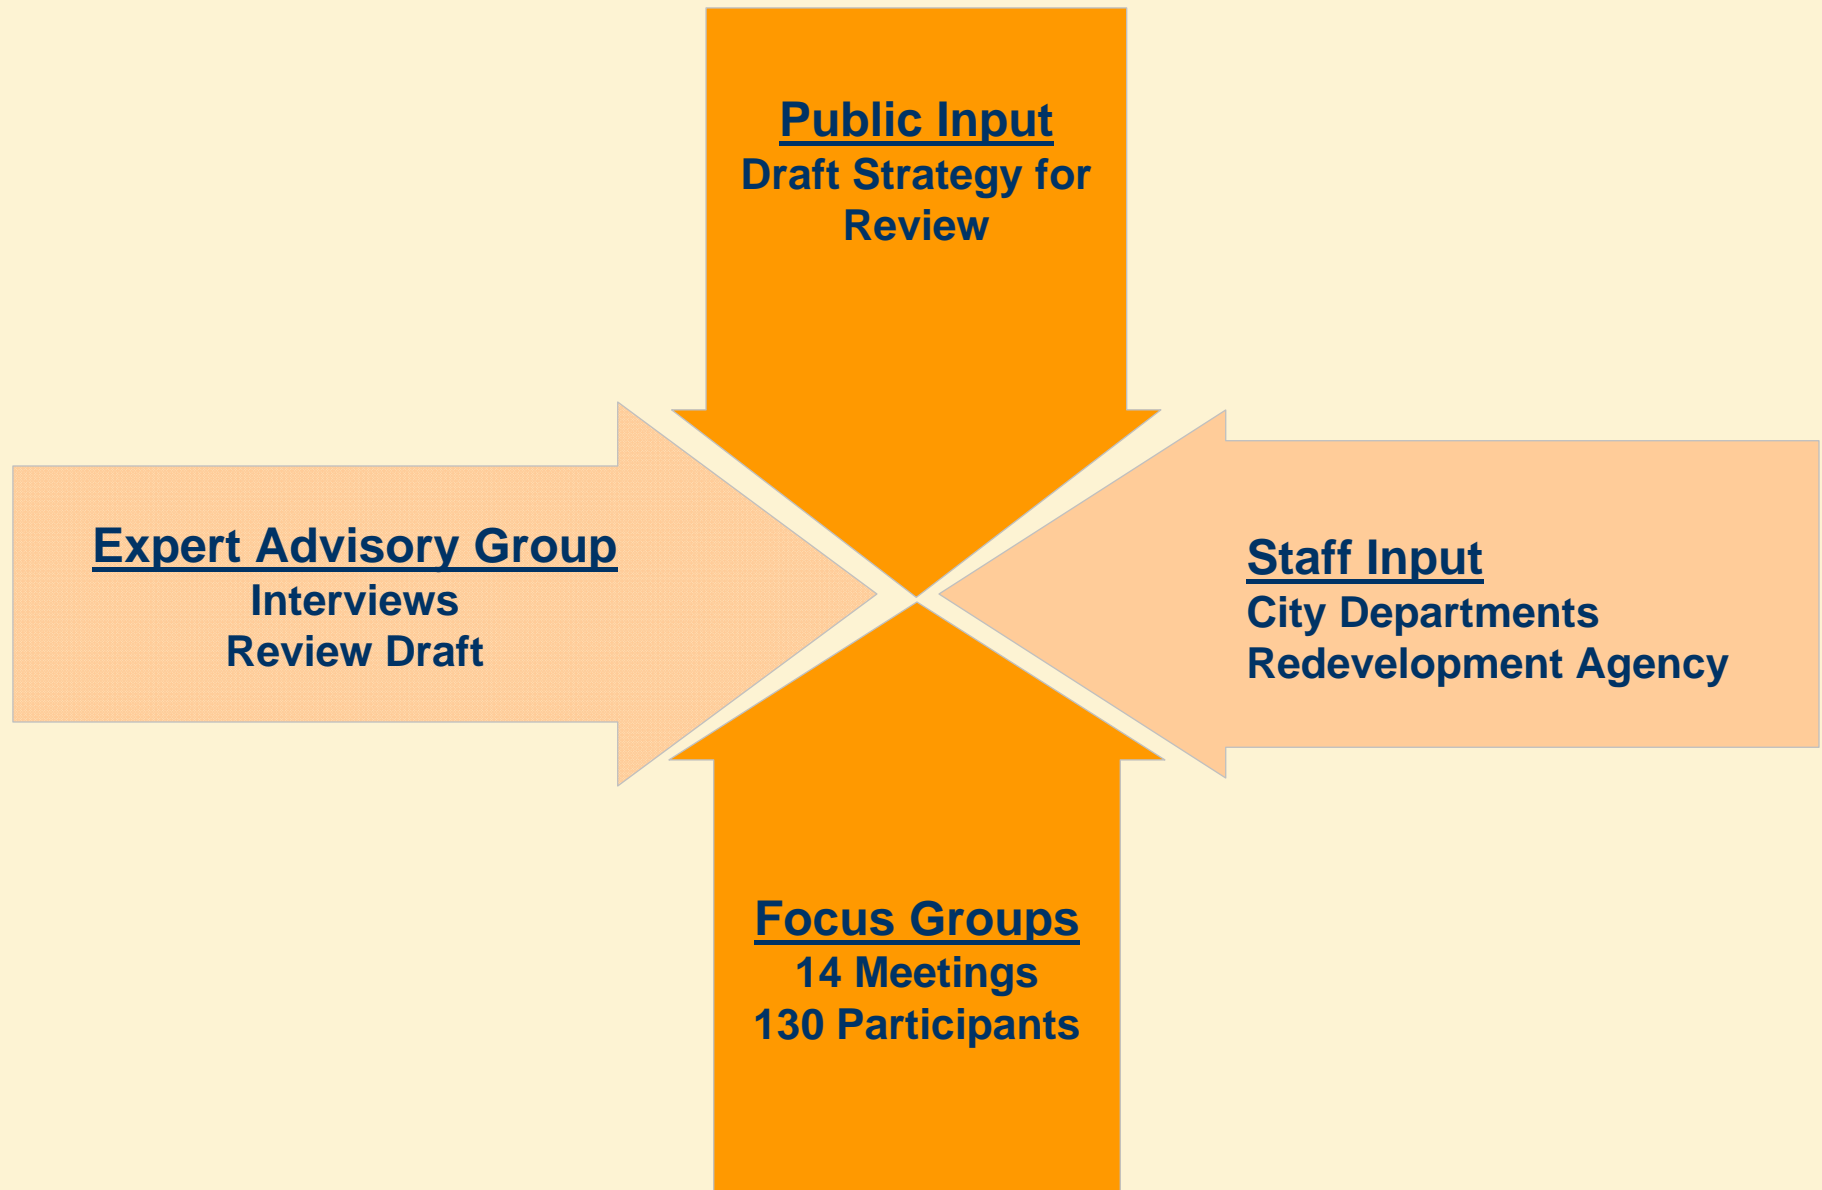 Public Input
Draft Strategy for
Review
Expert Advisory Group
Interviews
Review Draft
Staff Input
City Departments
Redevelopment Agency
Focus Groups
14 Meetings
130 Participants